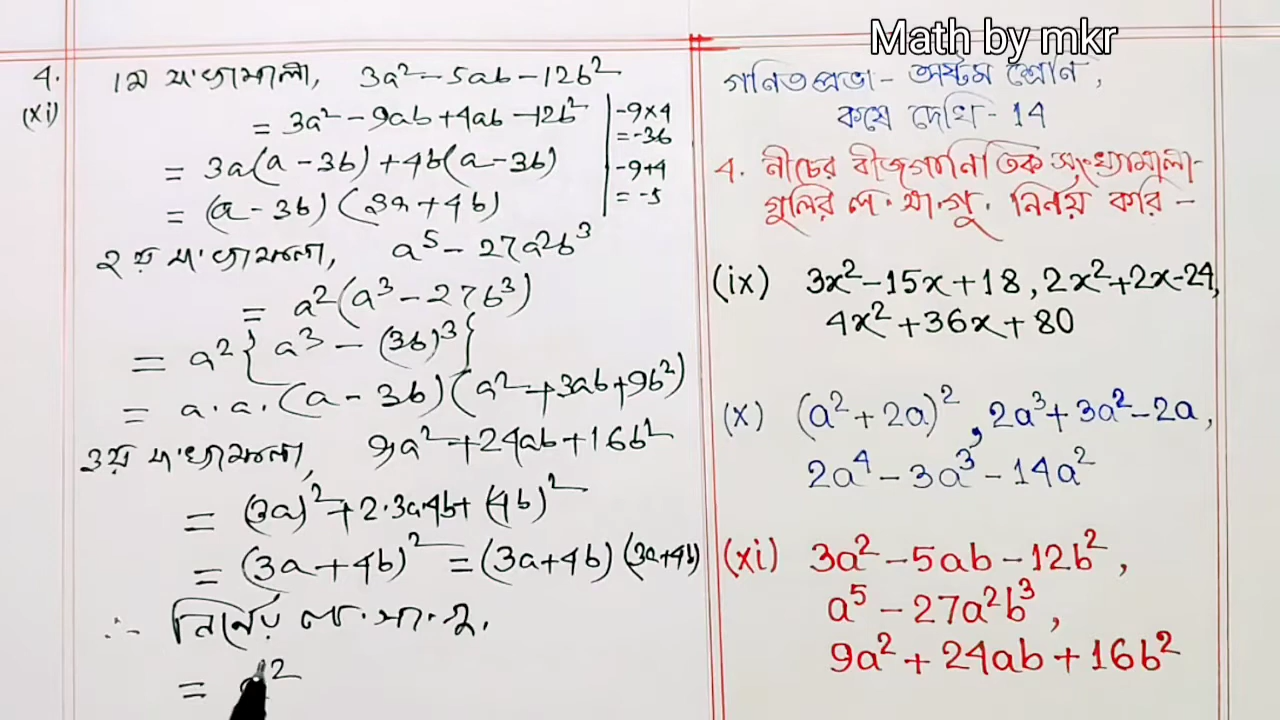 Math by mkr
4. 1ম সংখ্যামালা, 3a² - 5ab - 12b²
(xi) = 3a² - 9ab + 4ab - 12b² -9×4
= -36
= 3a(a - 3b) + 4b(a - 3b) -9+4
= -5
= (a - 3b) (3a + 4b)
২য় সংখ্যামালা, a⁵ - 27a²b³
= a²(a³ - 27b³)
= a² { a³ - (3b)³ }
= a.a.(a - 3b) (a² + 3ab + 9b²)
৩য় সংখ্যামালা, 9a² + 24ab + 16b²
= (3a)² + 2.3a.4b + (4b)²
= (3a + 4b)² = (3a + 4b) (3a + 4b)
∴ নির্ণেয় ল.সা.গু.
= a²
গণিতপ্রভা - অষ্টম শ্রেণি,
কষে দেখি - 14
4. নীচের বীজগাণিতিক সংখ্যামালা-
গুলির ল.সা.গু. নির্ণয় করি -
(ix) 3x² - 15x + 18, 2x² + 2x - 24,
4x² + 36x + 80
(x) (a² + 2a)², 2a³ + 3a² - 2a,
2a⁴ - 3a³ - 14a²
(xi) 3a² - 5ab - 12b²,
a⁵ - 27a²b³,
9a² + 24ab + 16b²